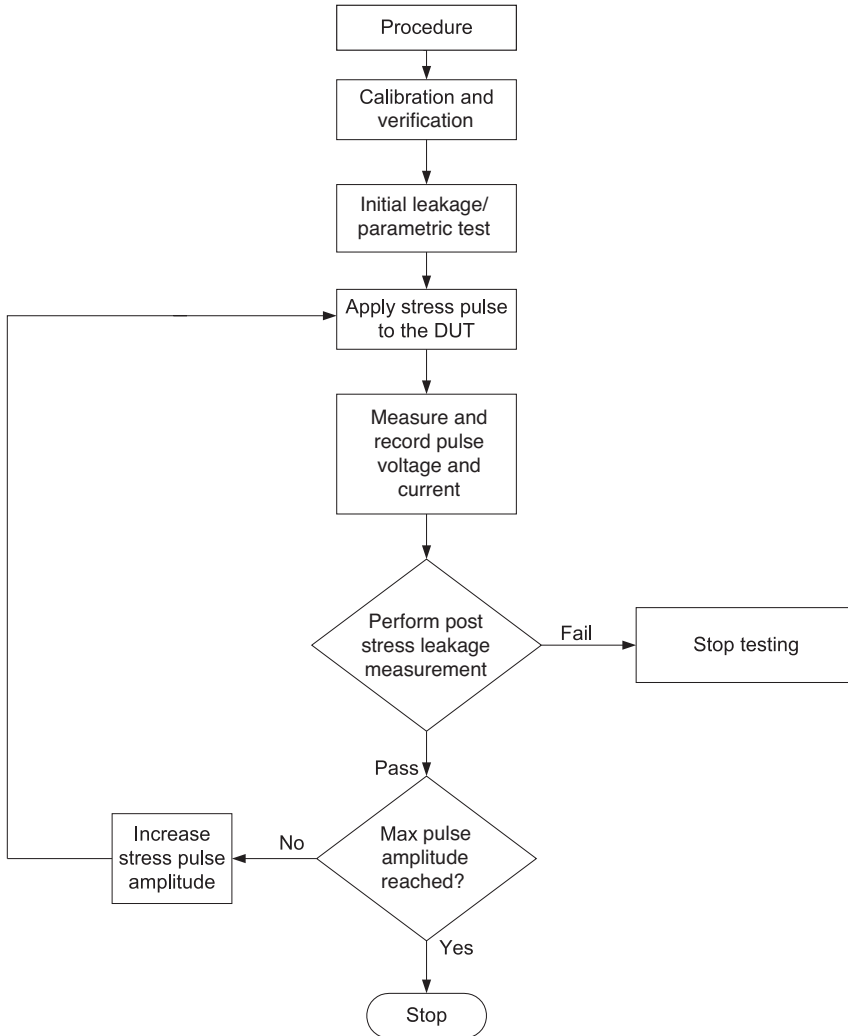 Procedure
Calibration and
verification
Initial leakage/
parametric test
Apply stress pulse
to the DUT
Measure and
record pulse
voltage and
current
Perform post
stress leakage
measurement
Fail
Stop testing
Pass
Max pulse
amplitude
reached?
No
Increase
stress pulse
amplitude
Yes
Stop